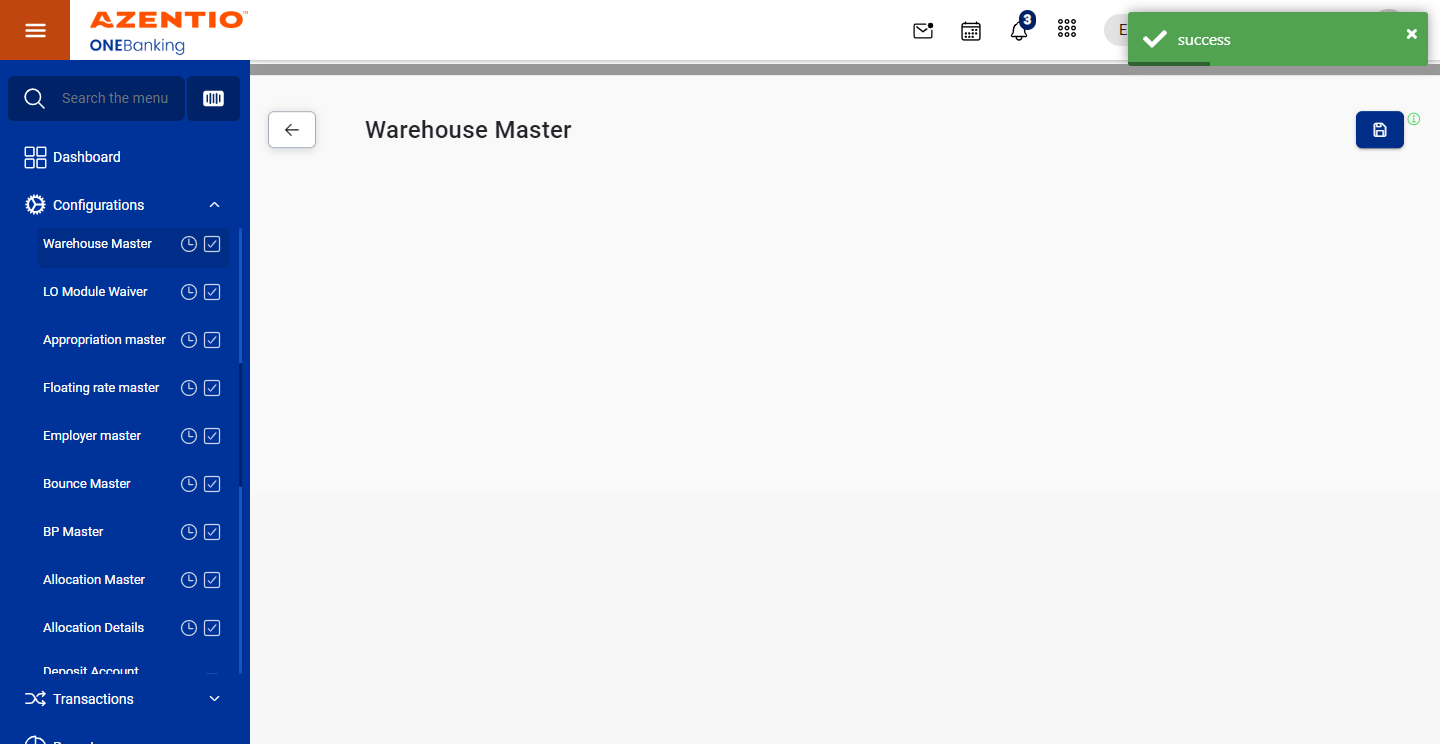 AZENTIO™
ONEBanking
3
E
success
Search the menu
Warehouse Master
Dashboard
Configurations
Warehouse Master
LO Module Waiver
Appropriation master
Floating rate master
Employer master
Bounce Master
BP Master
Allocation Master
Allocation Details
Deposit Account
Transactions